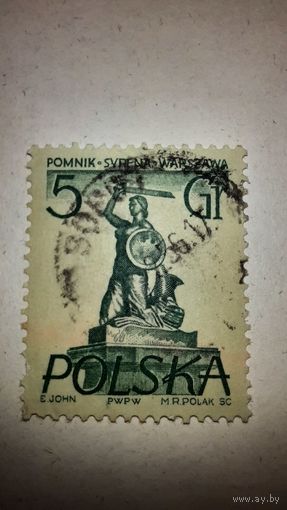 POMNIK • SYRENA • WARSZAWA
5 Gr
POLSKA
E. JOHN PWPW M.R. POLAK SC
www.ay.by